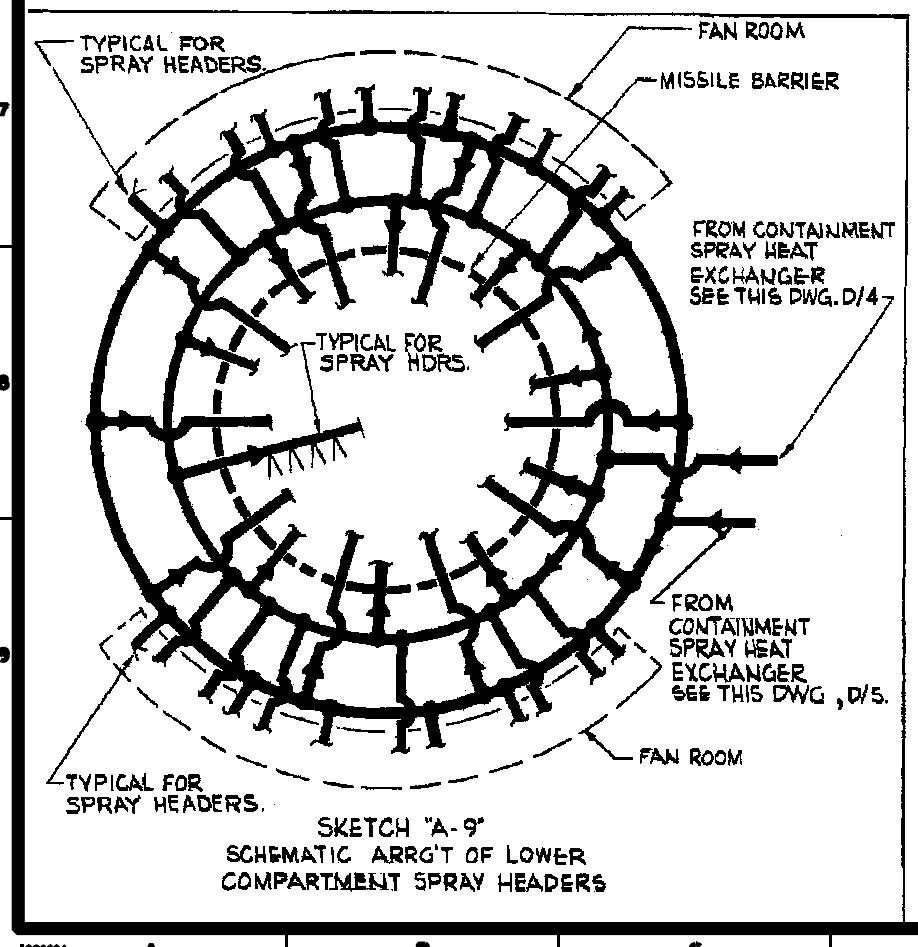 TYPICAL FOR
SPRAY HEADERS.
FAN ROOM
MISSILE BARRIER
FROM CONTAINMENT
SPRAY HEAT
EXCHANGER
SEE THIS DWG. D/4
TYPICAL FOR
SPRAY HDRS.
FROM
CONTAINMENT
SPRAY HEAT
EXCHANGER
SEE THIS DWG , D/5.
FAN ROOM
TYPICAL FOR
SPRAY HEADERS.
SKETCH "A-9"
SCHEMATIC ARRG'T OF LOWER
COMPARTMENT SPRAY HEADERS
7
9